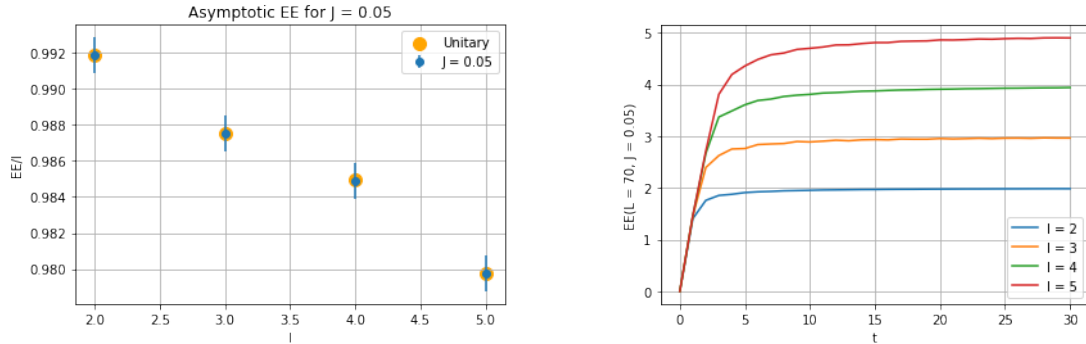 Asymptotic EE for J = 0.05
EE/l
0.992
0.990
0.988
0.986
0.984
0.982
0.980
Unitary
J = 0.05
2.0 2.5 3.0 3.5 4.0 4.5 5.0
l
EE(L = 70, J = 0.05)
5
4
3
2
1
0
l = 2
l = 3
l = 4
l = 5
0 5 10 15 20 25 30
t